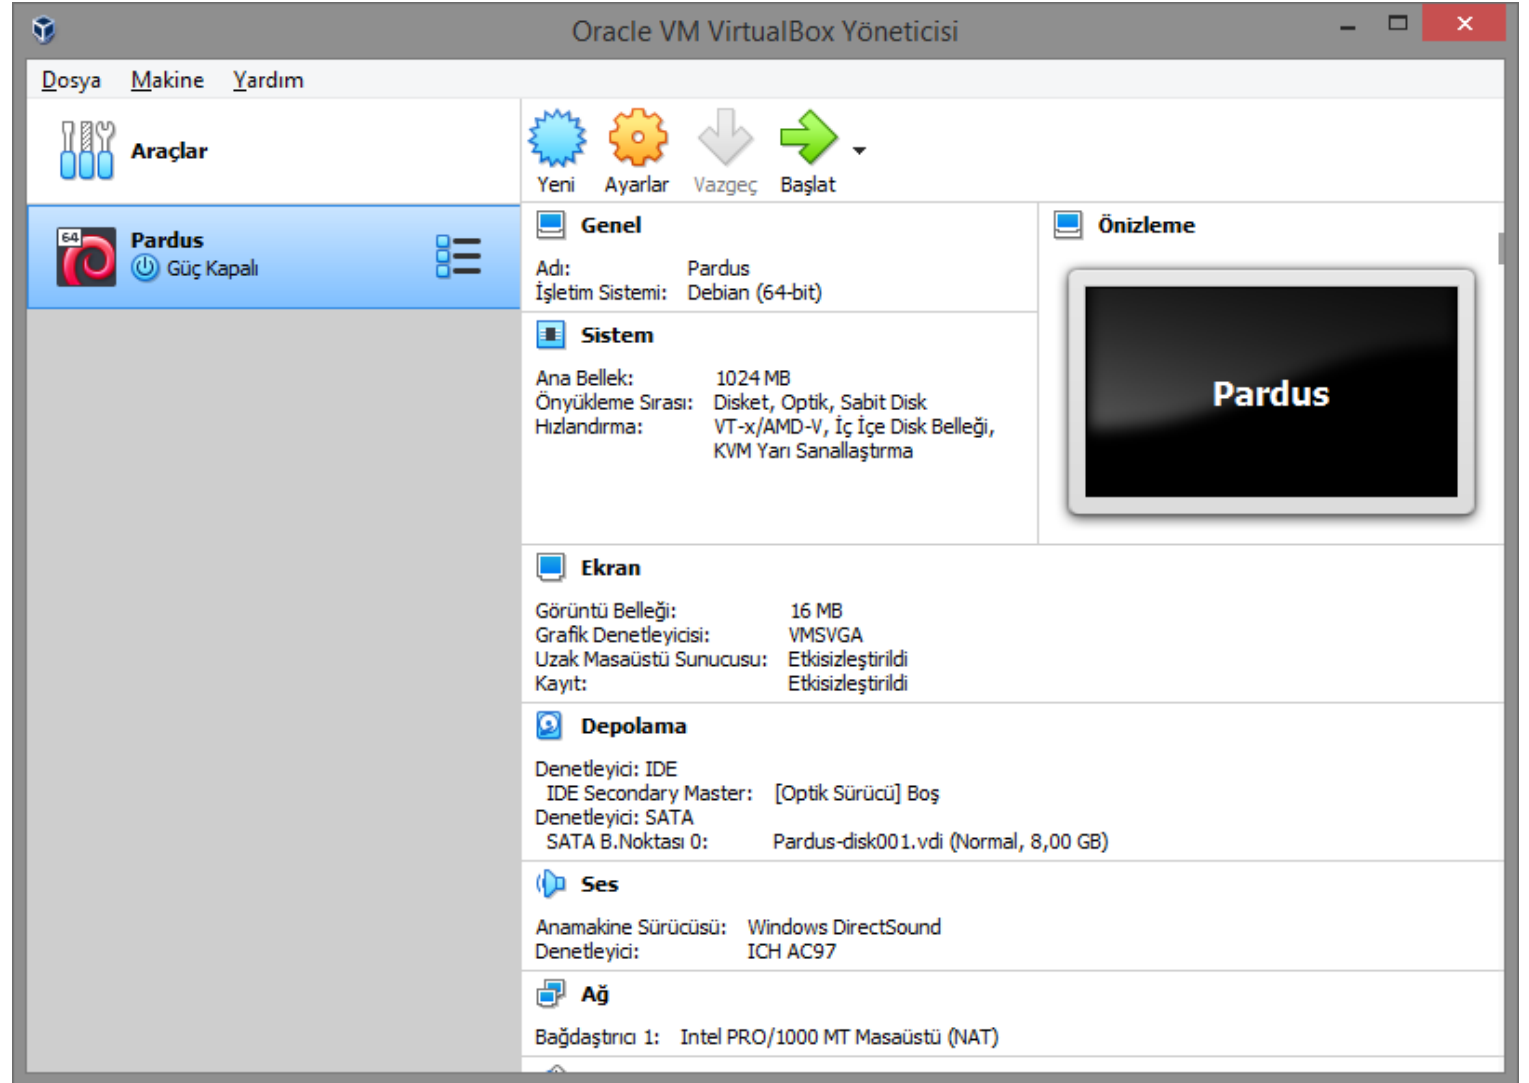 Oracle VM VirtualBox Yöneticisi
Dosya Makine Yardım
Araçlar
Yeni Ayarlar Vazgeç Başlat
64
Pardus
Güç Kapalı
Genel
Adı: Pardus
İşletim Sistemi: Debian (64-bit)
Önizleme
Pardus
Sistem
Ana Bellek: 1024 MB
Önyükleme Sırası: Disket, Optik, Sabit Disk
Hızlandırma: VT-x/AMD-V, İç İçe Disk Belleği,
KVM Yarı Sanallaştırma
Ekran
Görüntü Belleği: 16 MB
Grafik Denetleyicisi: VMSVGA
Uzak Masaüstü Sunucusu: Etkisizleştirildi
Kayıt: Etkisizleştirildi
Depolama
Denetleyici: IDE
IDE Secondary Master: [Optik Sürücü] Boş
Denetleyici: SATA
SATA B.Noktası 0: Pardus-disk001.vdi (Normal, 8,00 GB)
Ses
Anamakine Sürücüsü: Windows DirectSound
Denetleyici: ICH AC97
Ağ
Bağdaştırıcı 1: Intel PRO/1000 MT Masaüstü (NAT)